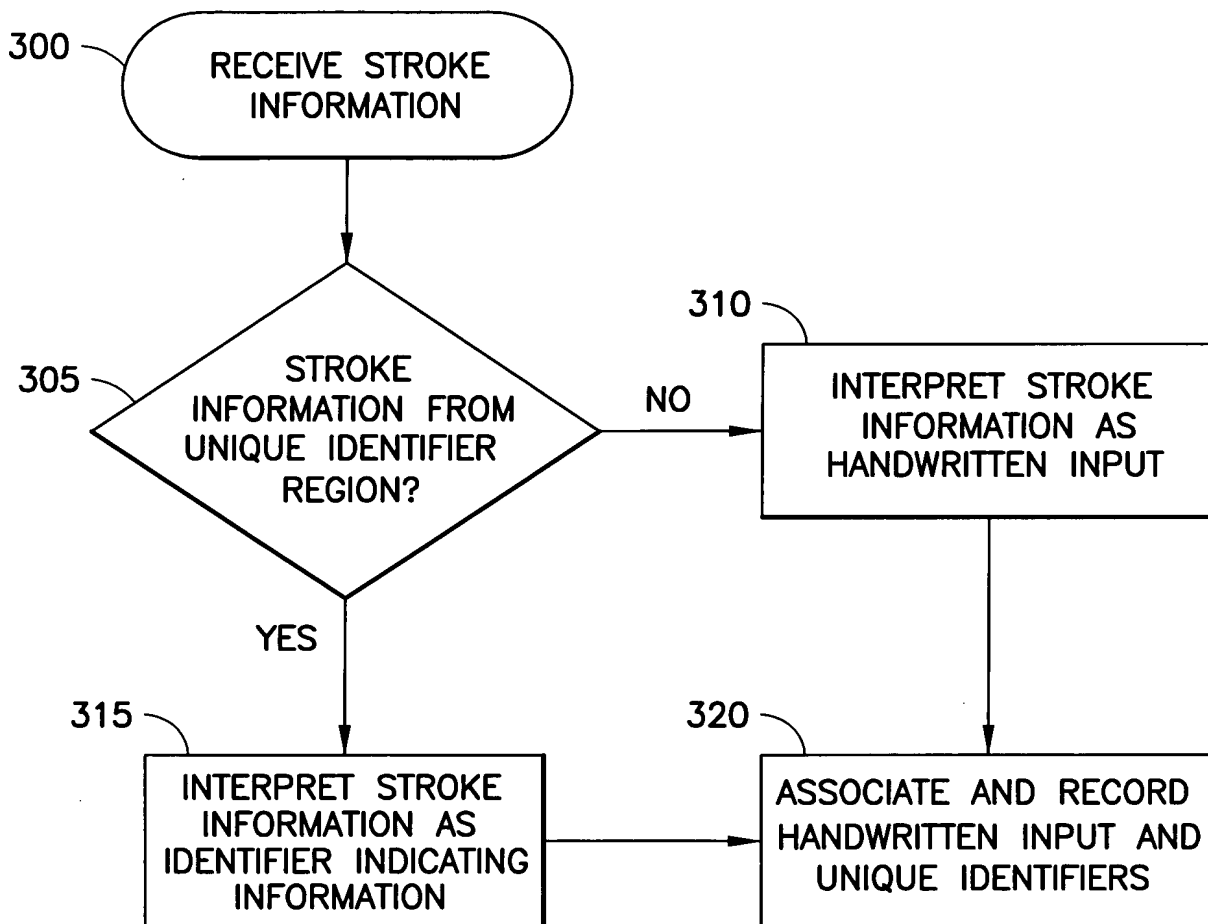 300
RECEIVE STROKE
INFORMATION
305
STROKE
INFORMATION FROM
UNIQUE IDENTIFIER
REGION?
NO
310
INTERPRET STROKE
INFORMATION AS
HANDWRITTEN INPUT
YES
315
INTERPRET STROKE
INFORMATION AS
IDENTIFIER INDICATING
INFORMATION
320
ASSOCIATE AND RECORD
HANDWRITTEN INPUT AND
UNIQUE IDENTIFIERS